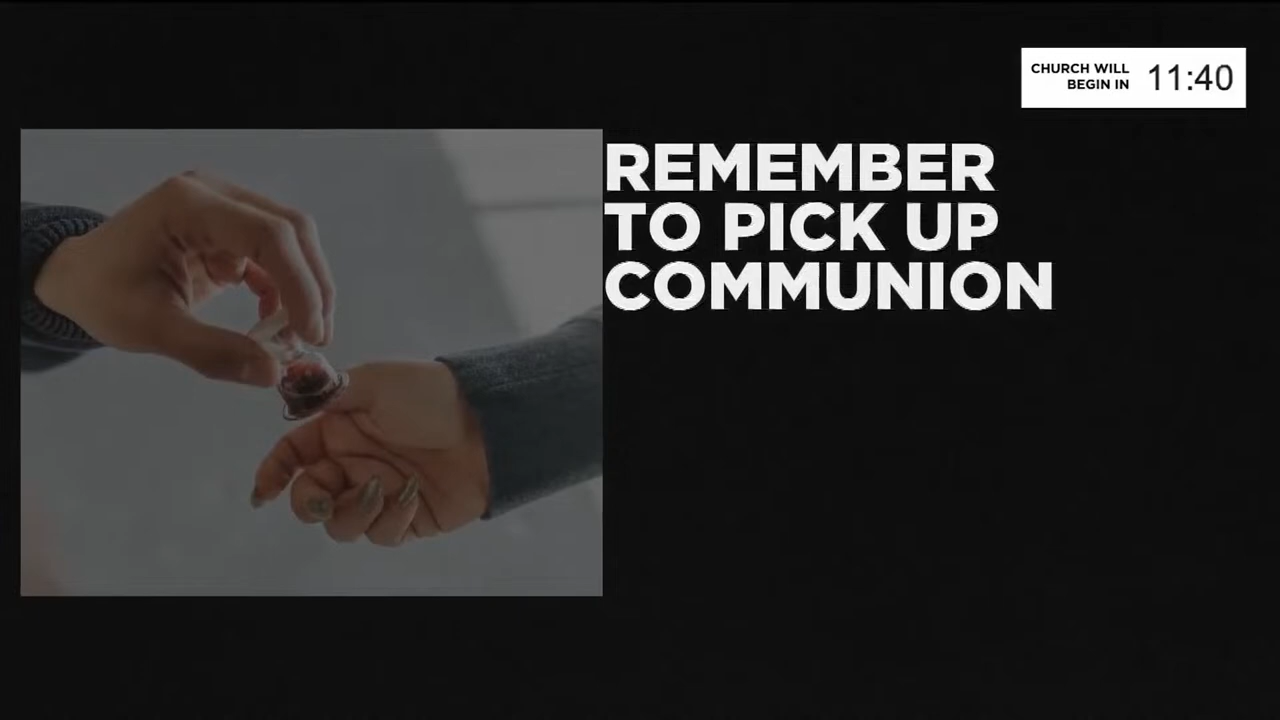 CHURCH WILL
BEGIN IN
11:40
REMEMBER
TO PICK UP
COMMUNION